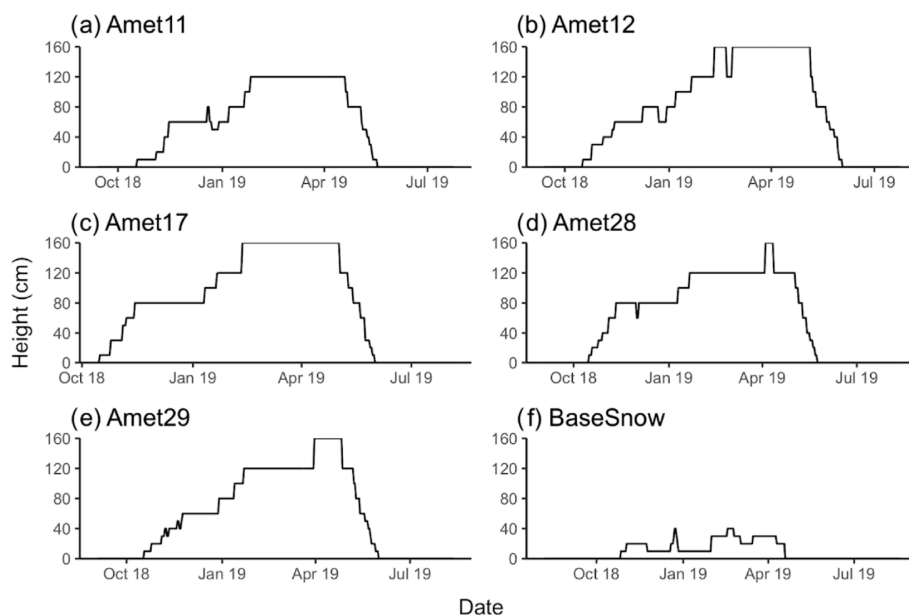 (a) Amet11
160
120
80
40
0
Oct 18 Jan 19 Apr 19 Jul 19
(b) Amet12
160
120
80
40
0
Oct 18 Jan 19 Apr 19 Jul 19
(c) Amet17
160
120
80
40
0
Oct 18 Jan 19 Apr 19 Jul 19
(d) Amet28
160
120
80
40
0
Oct 18 Jan 19 Apr 19 Jul 19
(e) Amet29
160
120
80
40
0
Oct 18 Jan 19 Apr 19 Jul 19
(f) BaseSnow
160
120
80
40
0
Oct 18 Jan 19 Apr 19 Jul 19
Height (cm)
Date